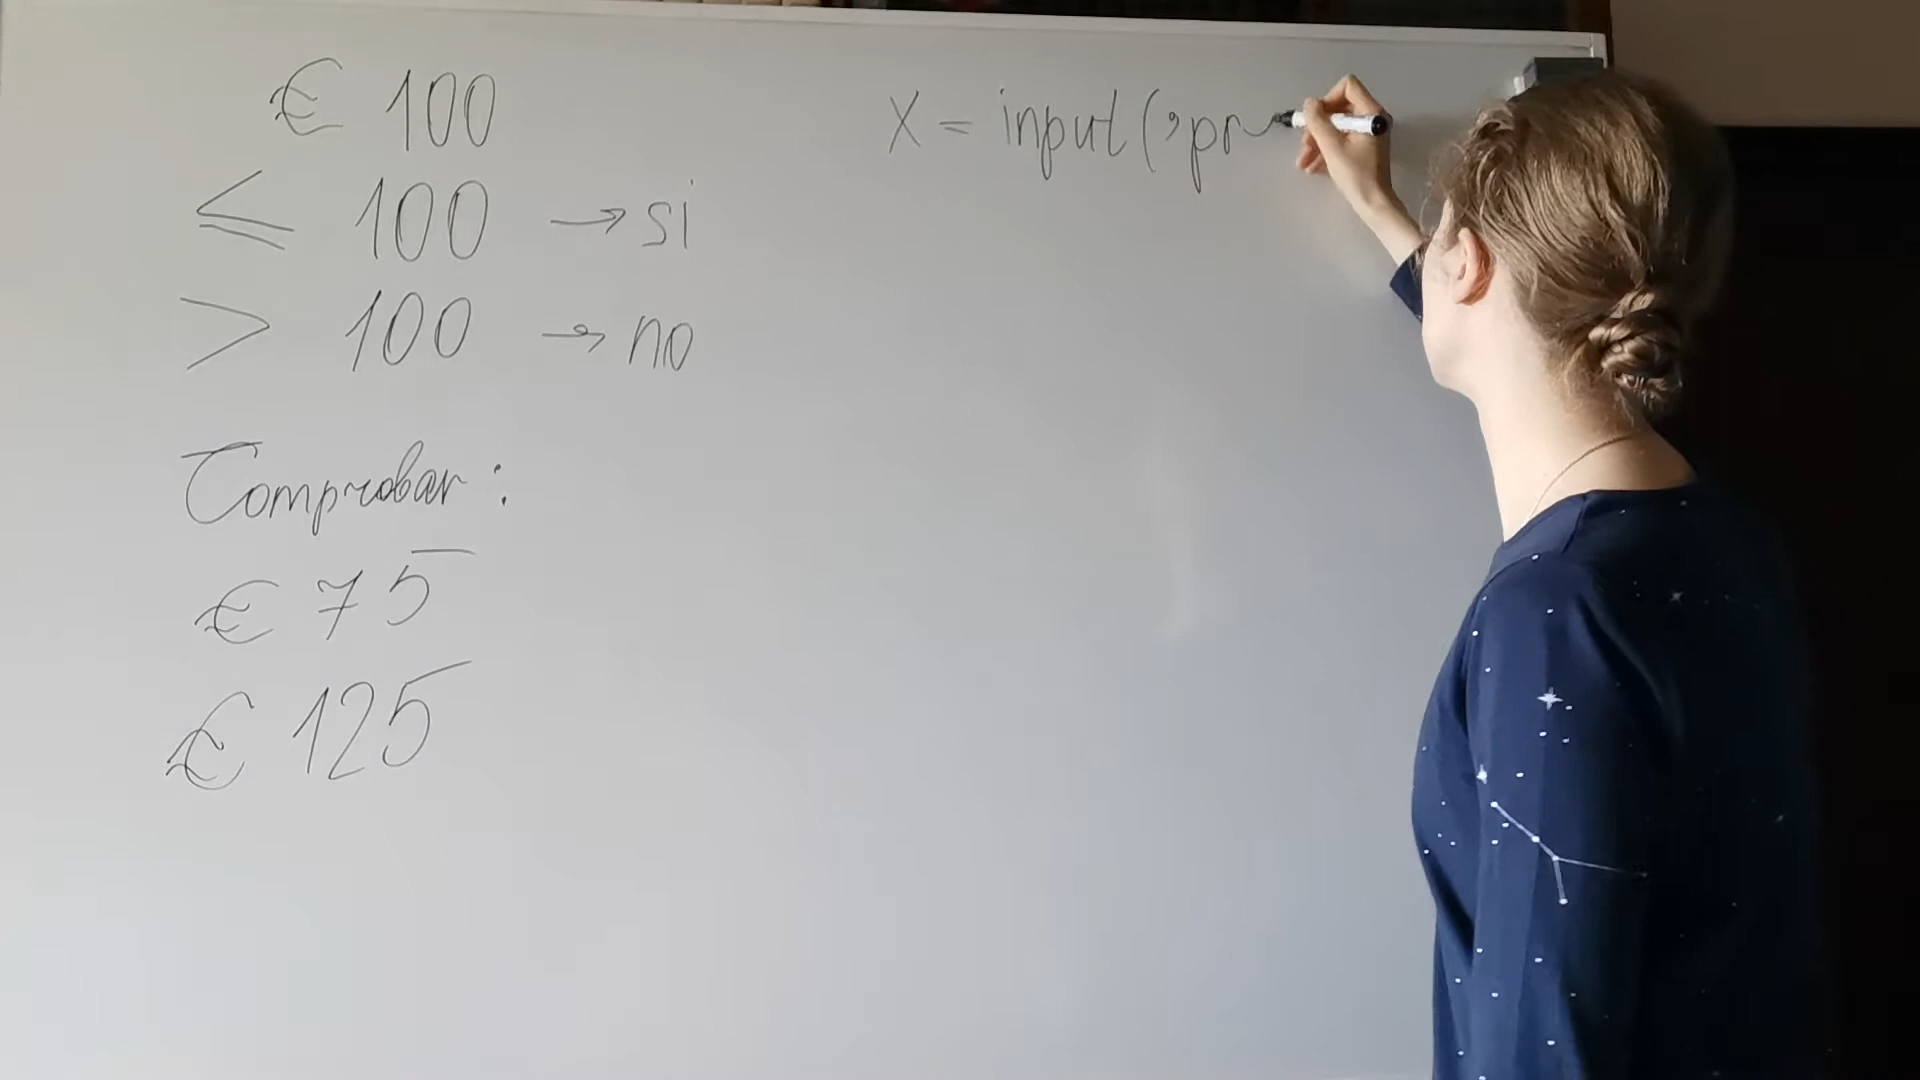 € 100
≤ 100 → si
> 100 → no
Comprobar:
€ 75
€ 125
x = input('pr